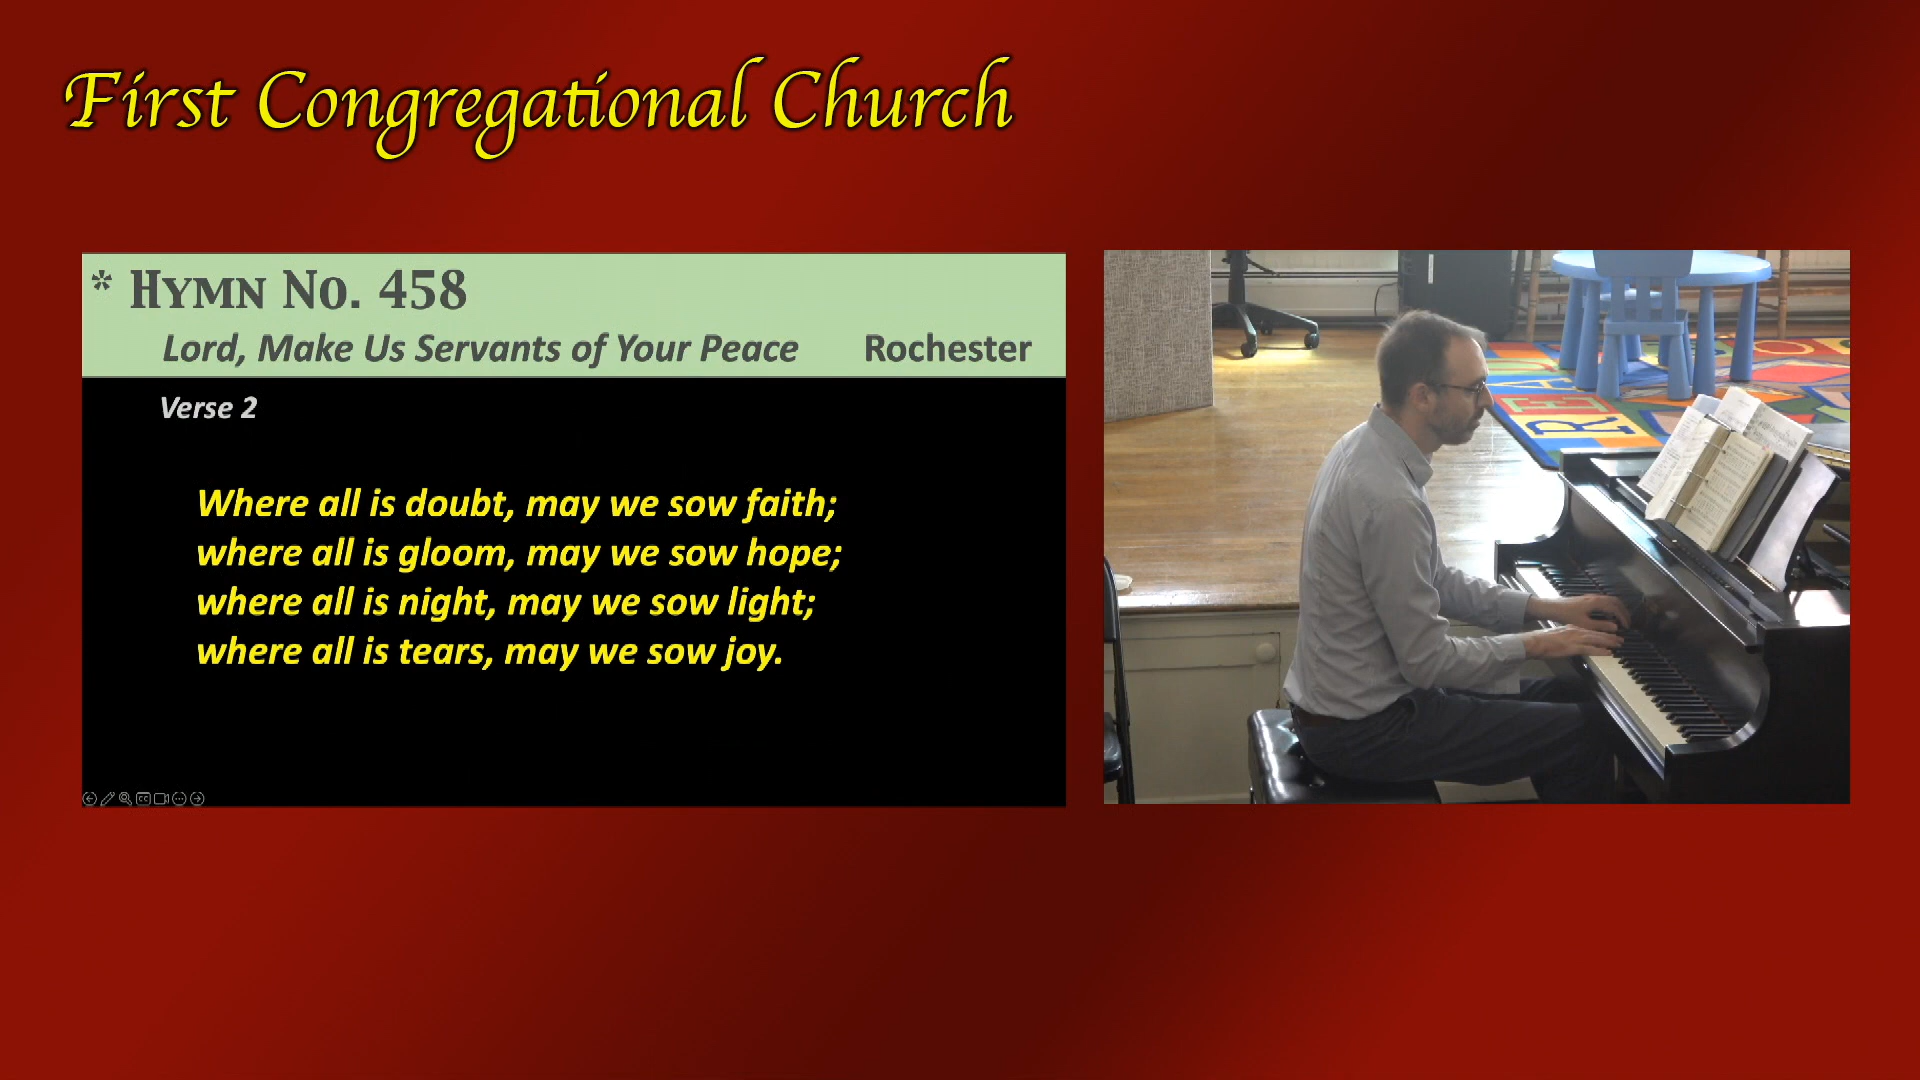 First Congregational Church
* Hymn No. 458
Lord, Make Us Servants of Your Peace Rochester
Verse 2
Where all is doubt, may we sow faith;
where all is gloom, may we sow hope;
where all is night, may we sow light;
where all is tears, may we sow joy.